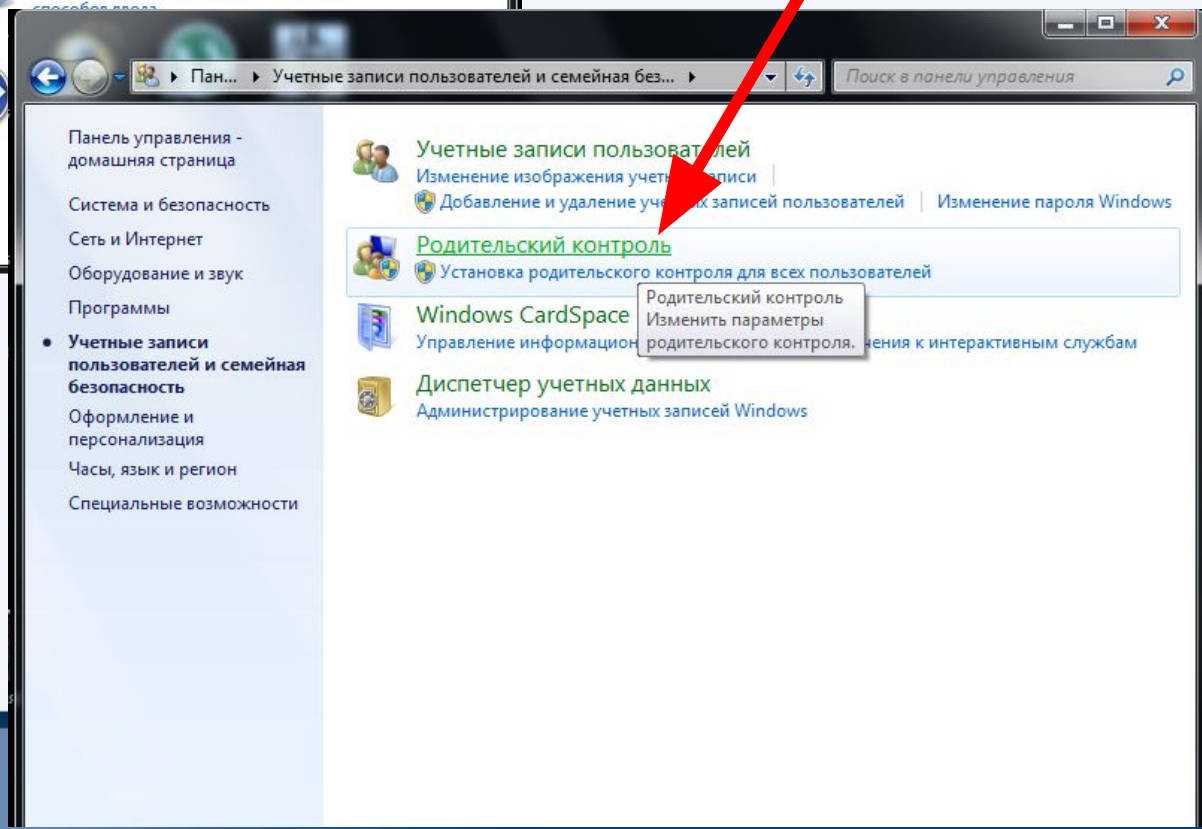 способов ввода
Пан... Учетные записи пользователей и семейная без...
Поиск в панели управления
Панель управления -
домашняя страница
Система и безопасность
Сеть и Интернет
Оборудование и звук
Программы
Учетные записи
пользователей и семейная
безопасность
Оформление и
персонализация
Часы, язык и регион
Специальные возможности
Учетные записи пользователей
Изменение изображения учетной записи
Добавление и удаление учетных записей пользователей
Изменение пароля Windows
Родительский контроль
Установка родительского контроля для всех пользователей
Родительский контроль
Изменить параметры
родительского контроля.
Windows CardSpace
Управление к интерактивным службам
Диспетчер учетных данных
Администрирование учетных записей Windows